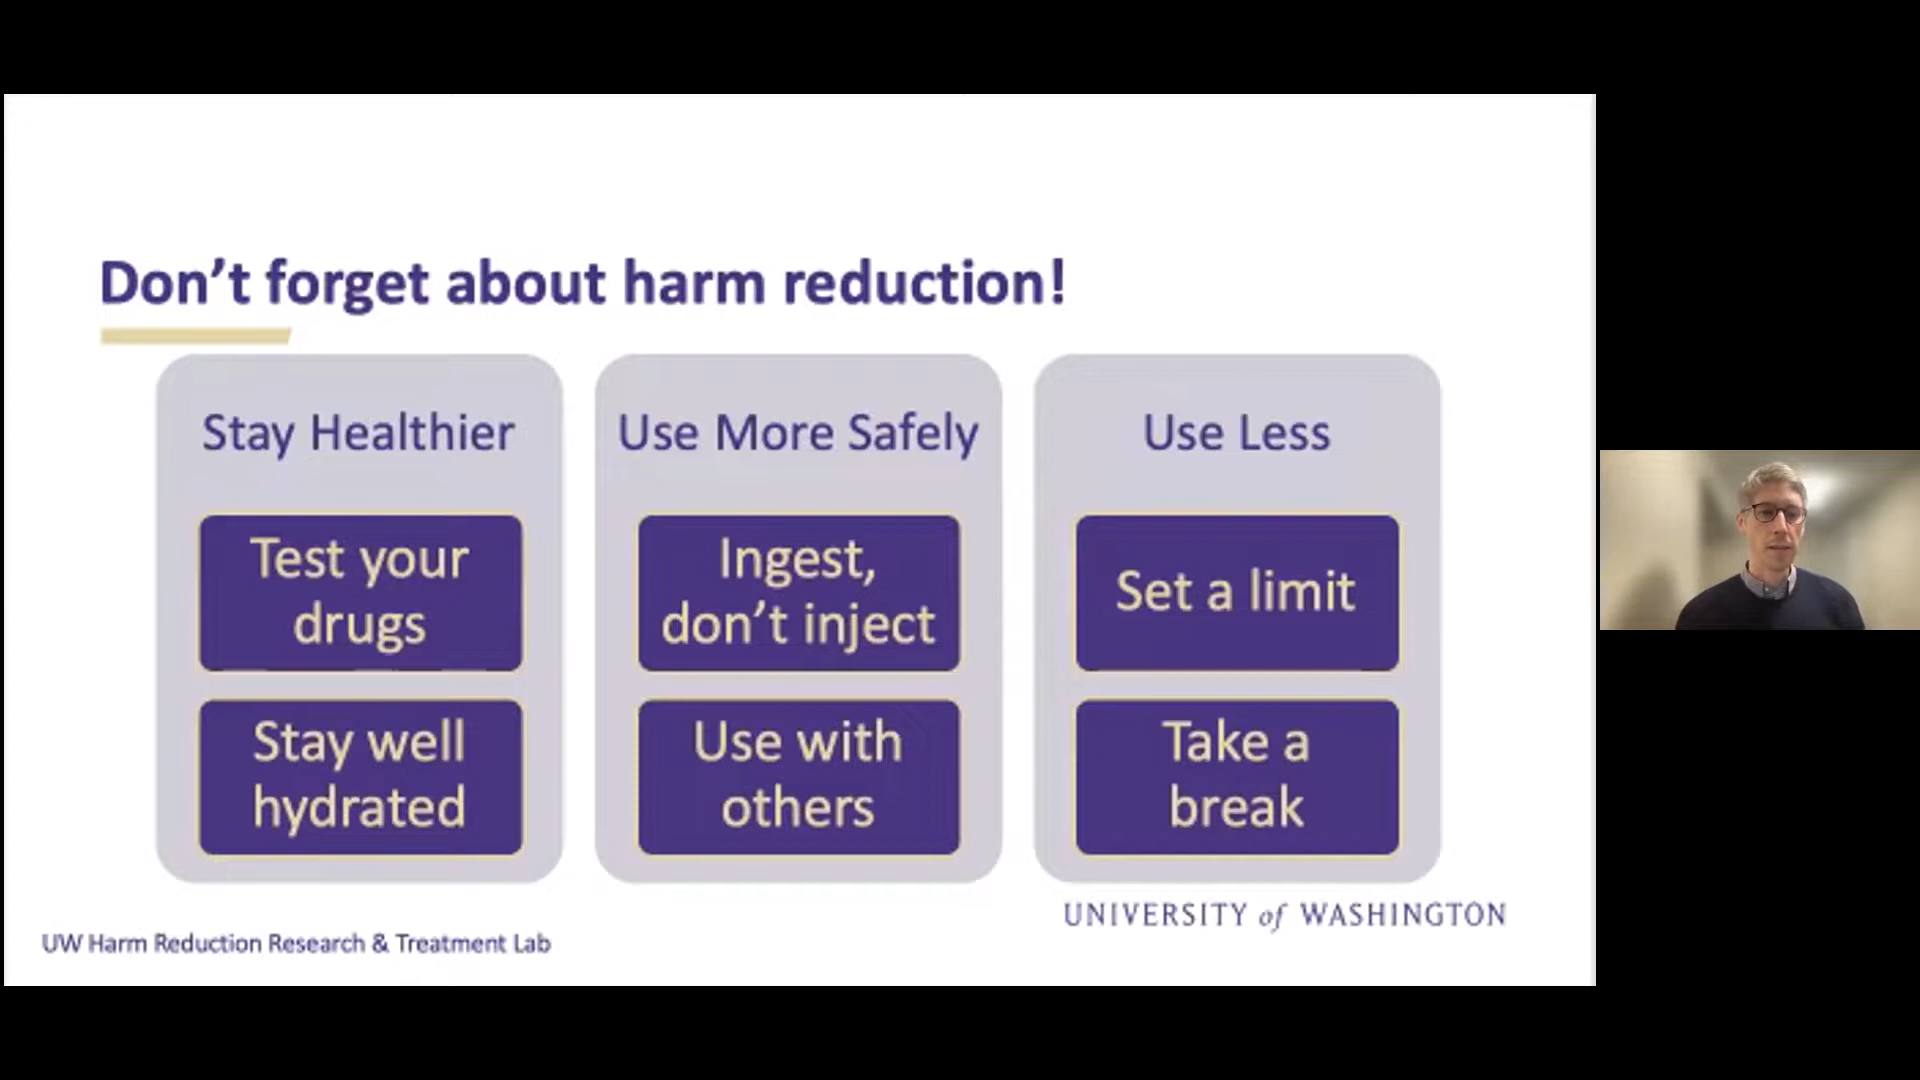 Don't forget about harm reduction!
Stay Healthier
Test your
drugs
Stay well
hydrated
Use More Safely
Ingest,
don't inject
Use with
others
Use Less
Set a limit
Take a
break
UNIVERSITY of WASHINGTON
UW Harm Reduction Research & Treatment Lab